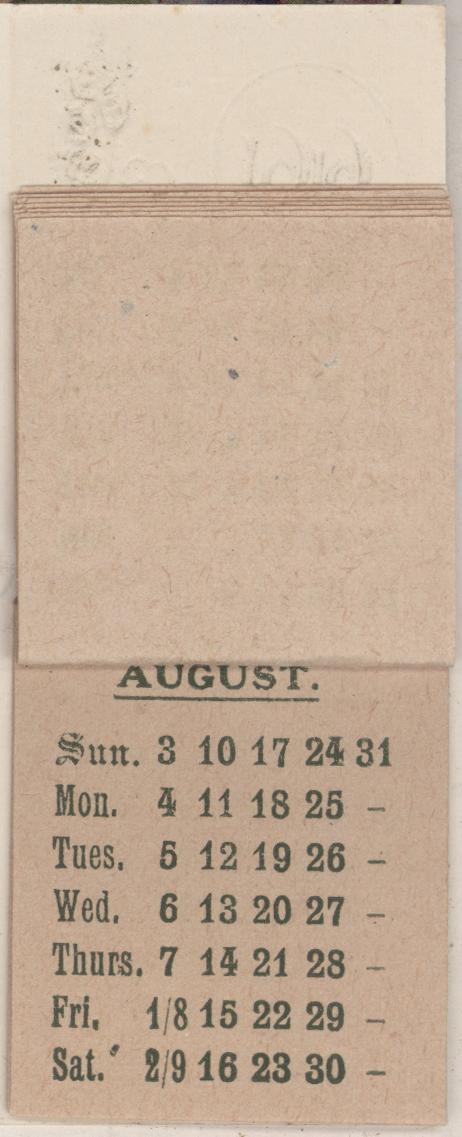 AUGUST.
Sun. 3 10 17 24 31
Mon. 4 11 18 25 –
Tues. 5 12 19 26 –
Wed. 6 13 20 27 –
Thurs. 7 14 21 28 –
Fri. 1/8 15 22 29 –
Sat. 2/9 16 23 30 –